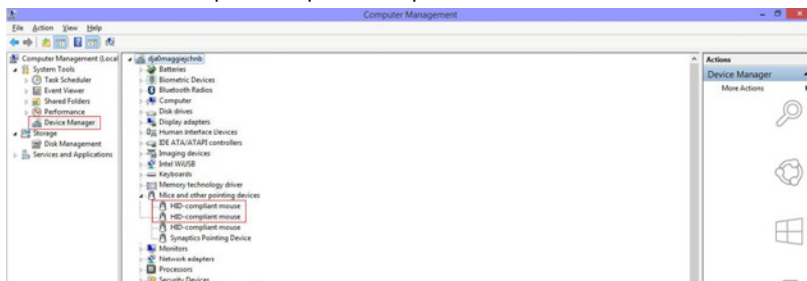 Computer Management
File Action View Help
Computer Management (Local
System Tools
Task Scheduler
Event Viewer
Shared Folders
Performance
Device Manager
Storage
Disk Management
Services and Applications
dja0maggiejchnb
Batteries
Biometric Devices
Bluetooth Radios
Computer
Disk drives
Display adapters
Human Interface Devices
IDE ATA/ATAPI controllers
Imaging devices
Intel WiUSB
Keyboards
Memory technology driver
Mice and other pointing devices
HID-compliant mouse
HID-compliant mouse
HID-compliant mouse
Synaptics Pointing Device
Monitors
Network adapters
Processors
Security Devices
Actions
Device Manager
More Actions